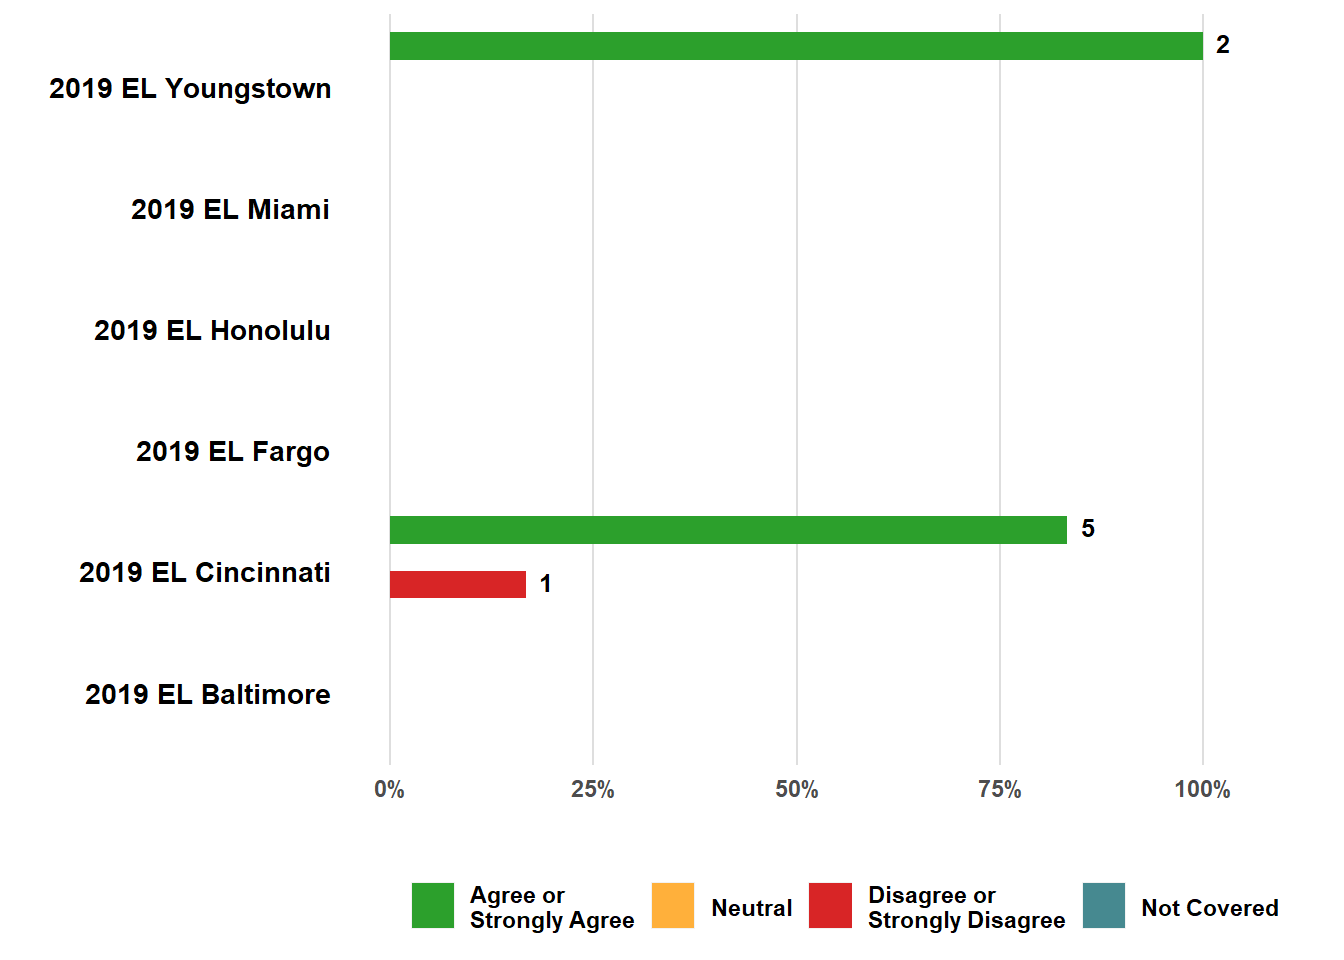 2
2019 EL Youngstown
2019 EL Miami
2019 EL Honolulu
2019 EL Fargo
5
2019 EL Cincinnati
1
2019 EL Baltimore
0% 25% 50% 75% 100%
Agree or
Strongly Agree
Neutral
Disagree or
Strongly Disagree
Not Covered